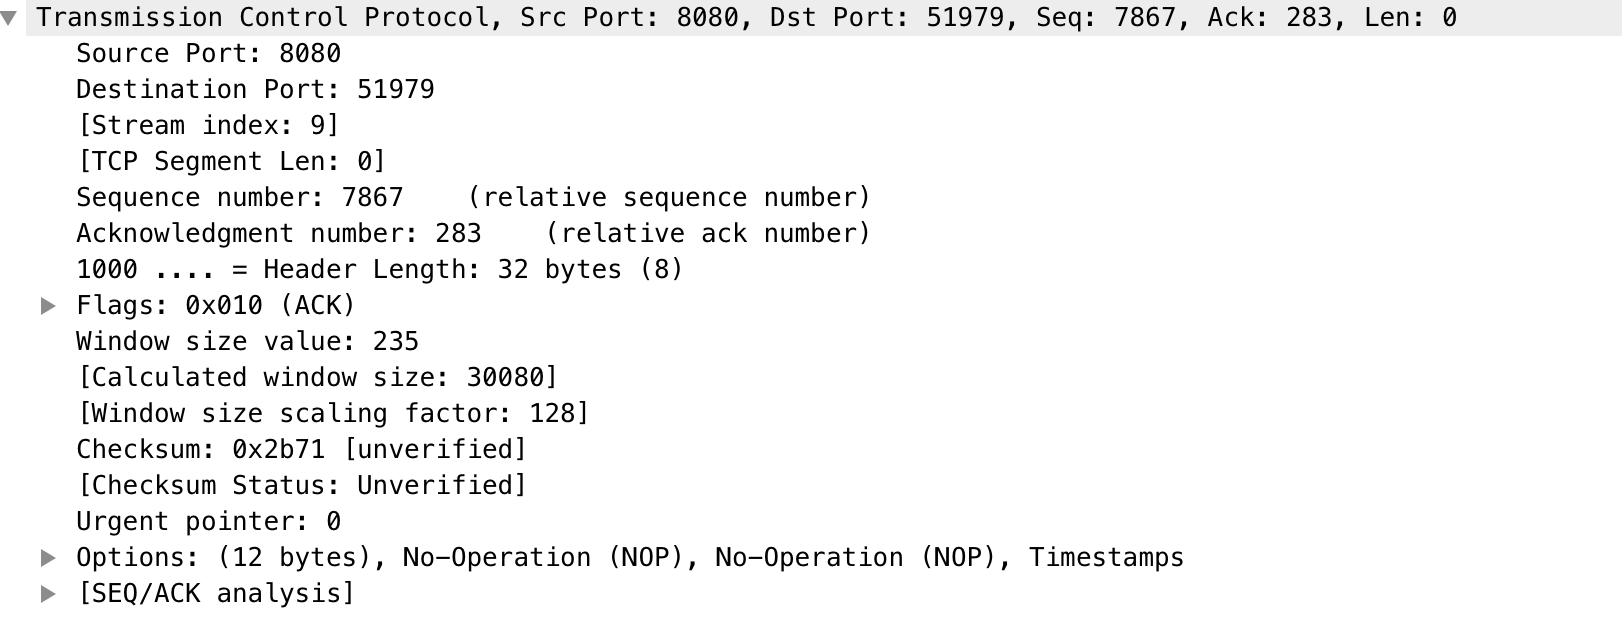 Transmission Control Protocol, Src Port: 8080, Dst Port: 51979, Seq: 7867, Ack: 283, Len: 0
Source Port: 8080
Destination Port: 51979
[Stream index: 9]
[TCP Segment Len: 0]
Sequence number: 7867    (relative sequence number)
Acknowledgment number: 283    (relative ack number)
1000 .... = Header Length: 32 bytes (8)
Flags: 0x010 (ACK)
Window size value: 235
[Calculated window size: 30080]
[Window size scaling factor: 128]
Checksum: 0x2b71 [unverified]
[Checksum Status: Unverified]
Urgent pointer: 0
Options: (12 bytes), No-Operation (NOP), No-Operation (NOP), Timestamps
[SEQ/ACK analysis]